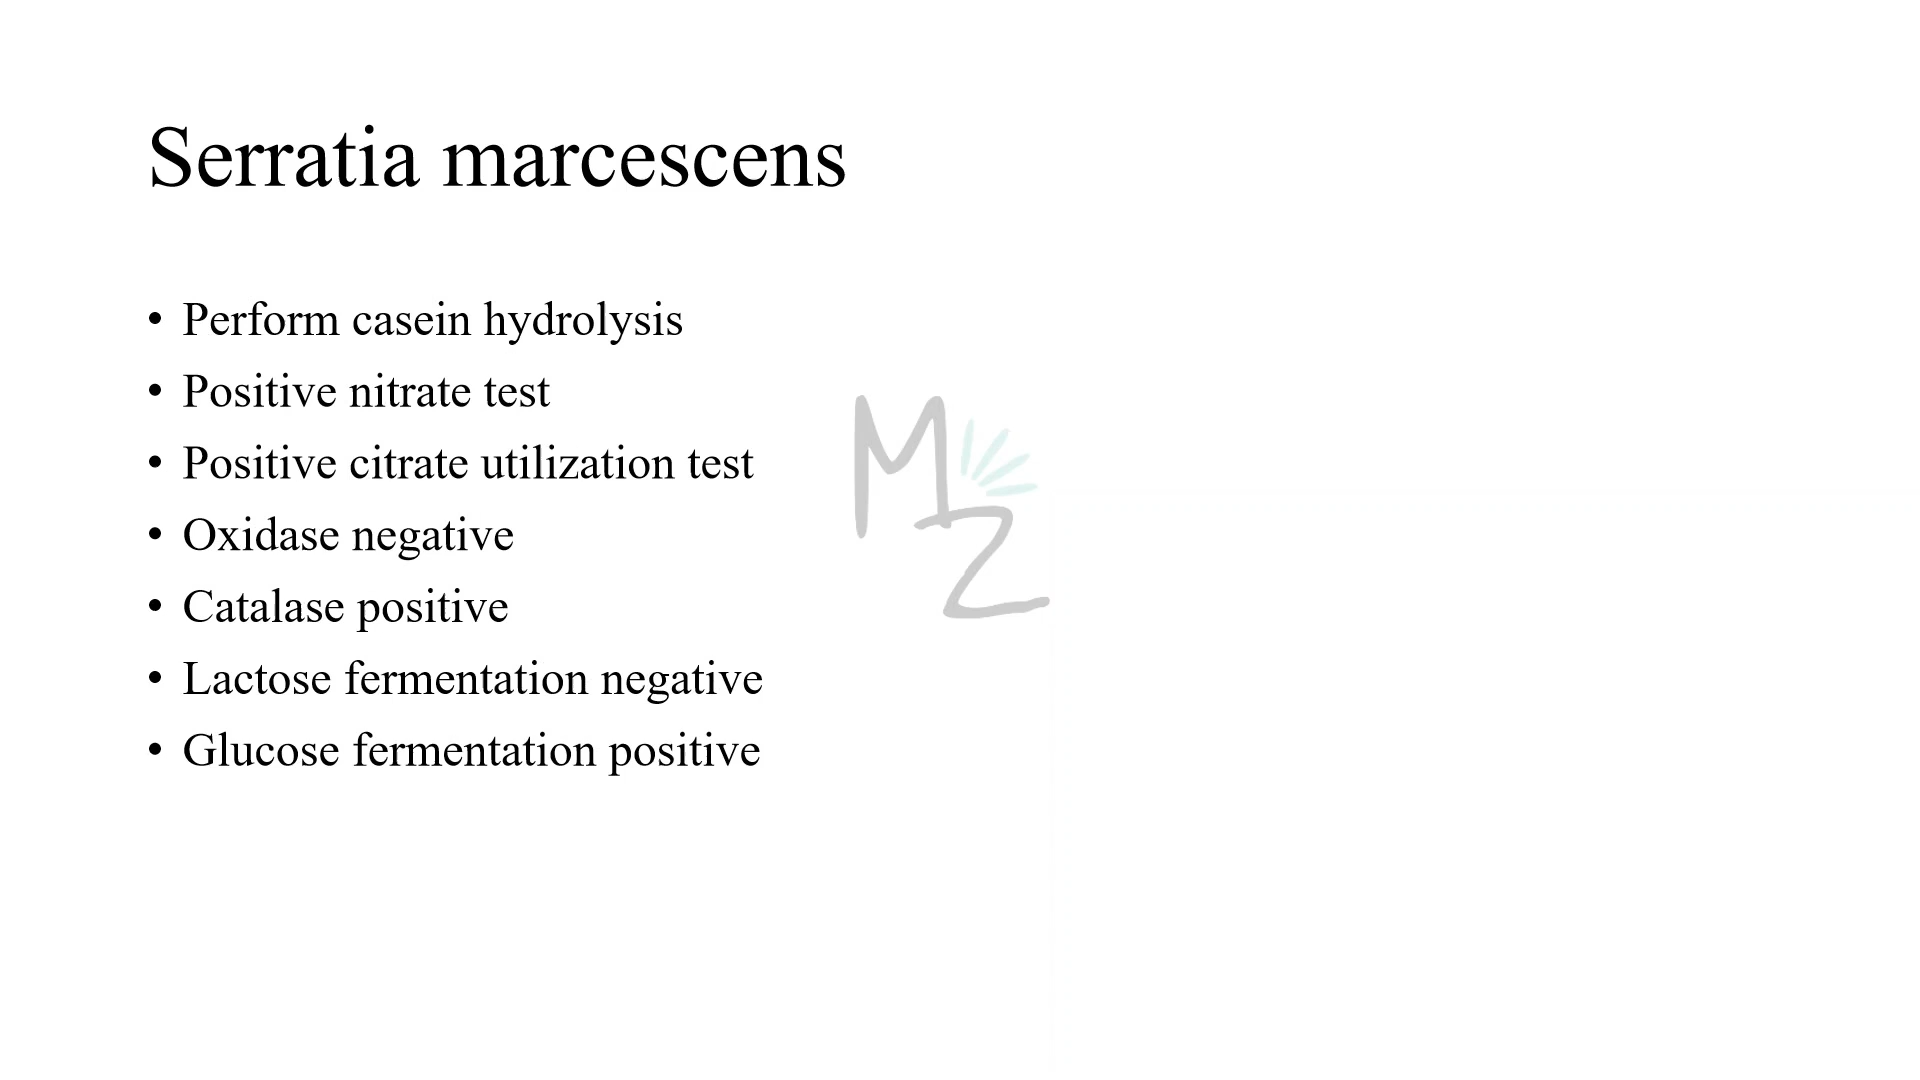 Serratia marcescens
• Perform casein hydrolysis
• Positive nitrate test
• Positive citrate utilization test
• Oxidase negative
• Catalase positive
• Lactose fermentation negative
• Glucose fermentation positive
MZ